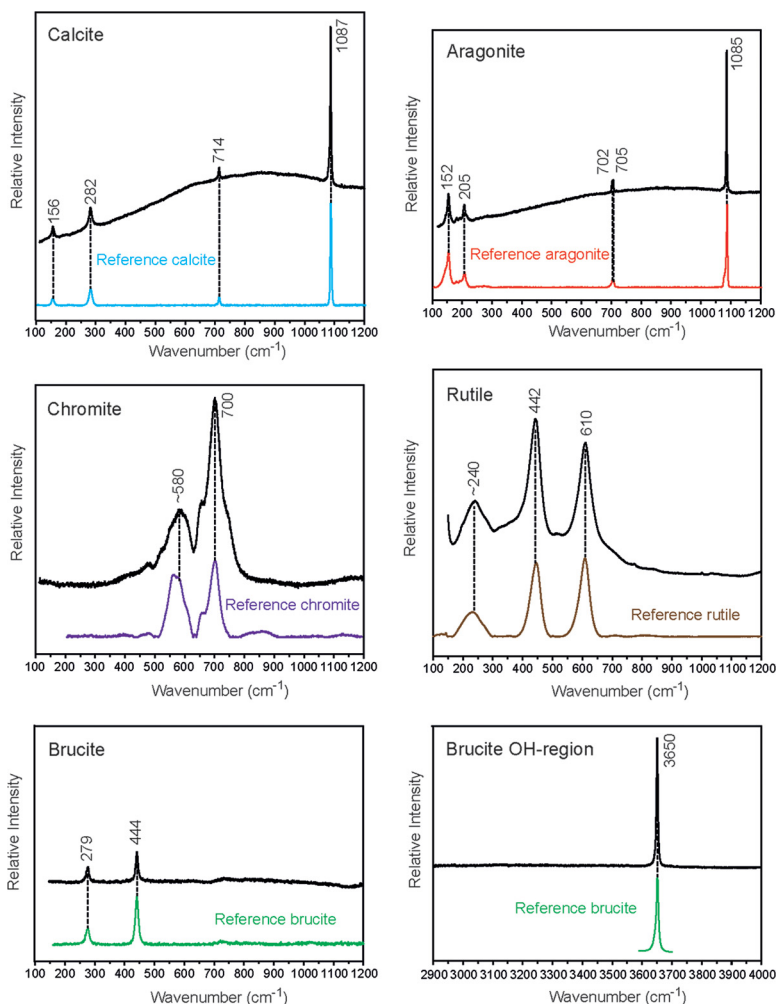 Calcite
1087
714
282
156
Reference calcite
Relative Intensity
100 200 300 400 500 600 700 800 900 1000 1100 1200
Wavenumber (cm-1)
Aragonite
1085
702
705
152
205
Reference aragonite
Relative Intensity
100 200 300 400 500 600 700 800 900 1000 1100 1200
Wavenumber (cm-1)
Chromite
700
~580
Reference chromite
Relative Intensity
100 200 300 400 500 600 700 800 900 1000 1100 1200
Wavenumber (cm-1)
Rutile
442
610
~240
Reference rutile
Relative Intensity
100 200 300 400 500 600 700 800 900 1000 1100 1200
Wavenumber (cm-1)
Brucite
444
279
Reference brucite
Relative Intensity
100 200 300 400 500 600 700 800 900 1000 1100 1200
Wavenumber (cm-1)
Brucite OH-region
3650
Reference brucite
Relative Intensity
2900 3000 3100 3200 3300 3400 3500 3600 3700 3800 3900 4000
Wavenumber (cm-1)